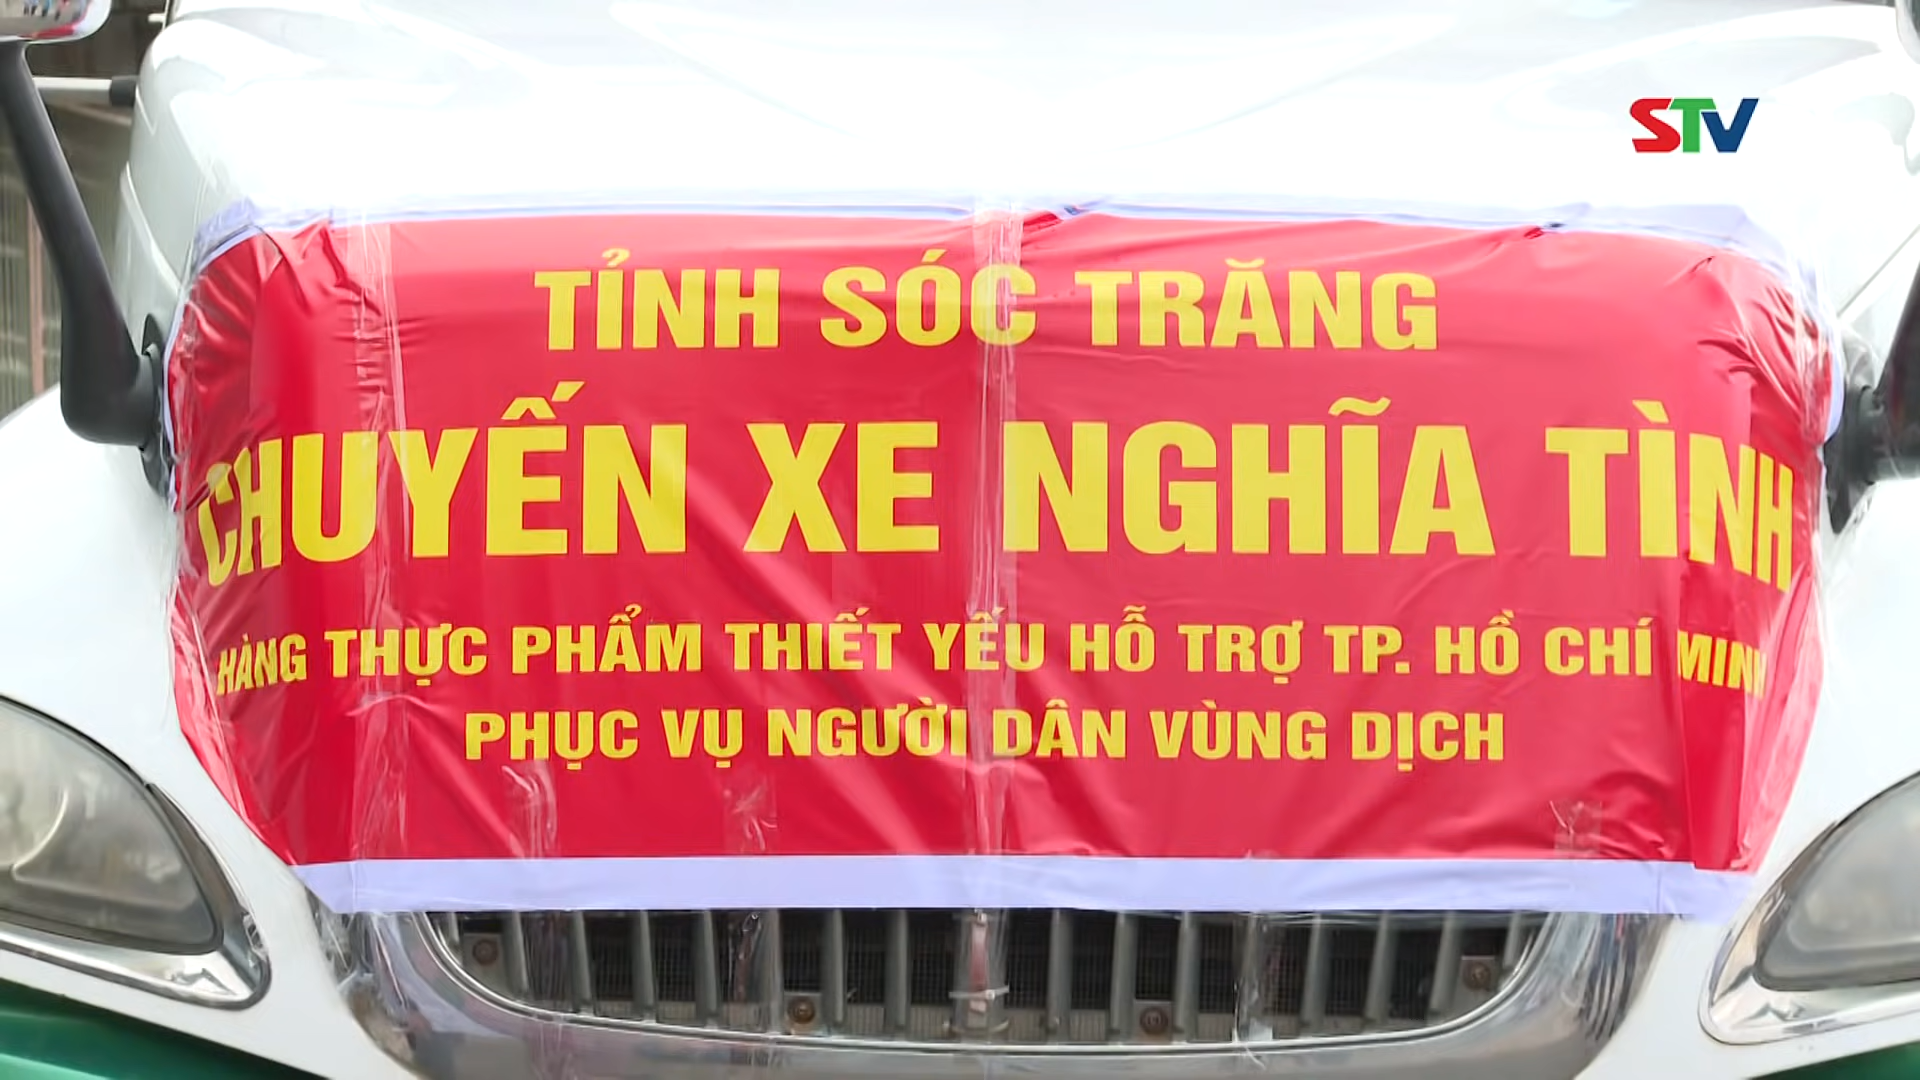 STV
TỈNH SÓC TRĂNG
CHUYẾN XE NGHĨA TÌNH
HÀNG THỰC PHẨM THIẾT YẾU HỖ TRỢ TP. HỒ CHÍ MINH
PHỤC VỤ NGƯỜI DÂN VÙNG DỊCH